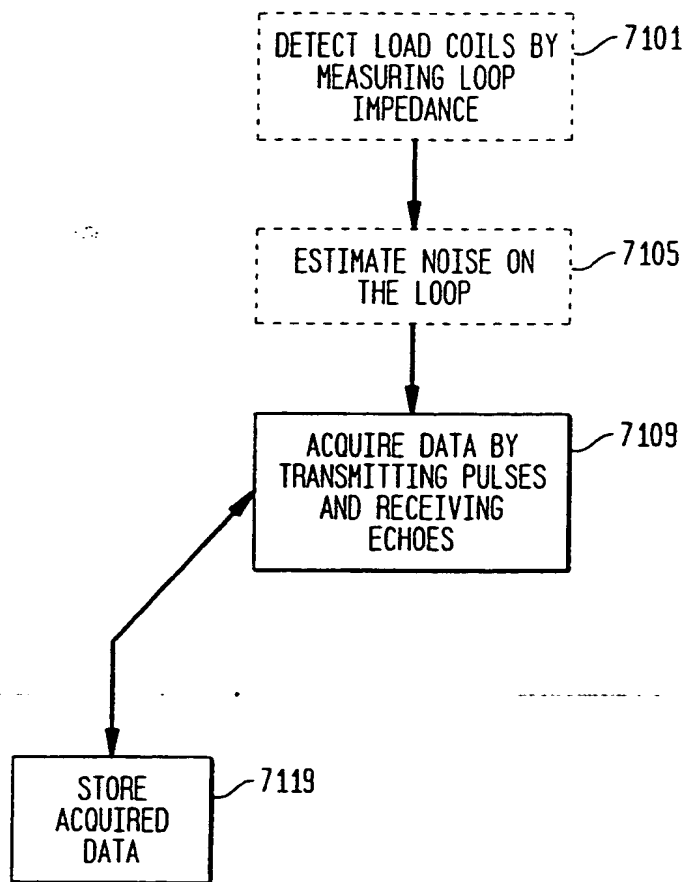 DETECT LOAD COILS BY
MEASURING LOOP
IMPEDANCE
7101
ESTIMATE NOISE ON
THE LOOP
7105
ACQUIRE DATA BY
TRANSMITTING PULSES
AND RECEIVING
ECHOES
7109
STORE
ACQUIRED
DATA
7119